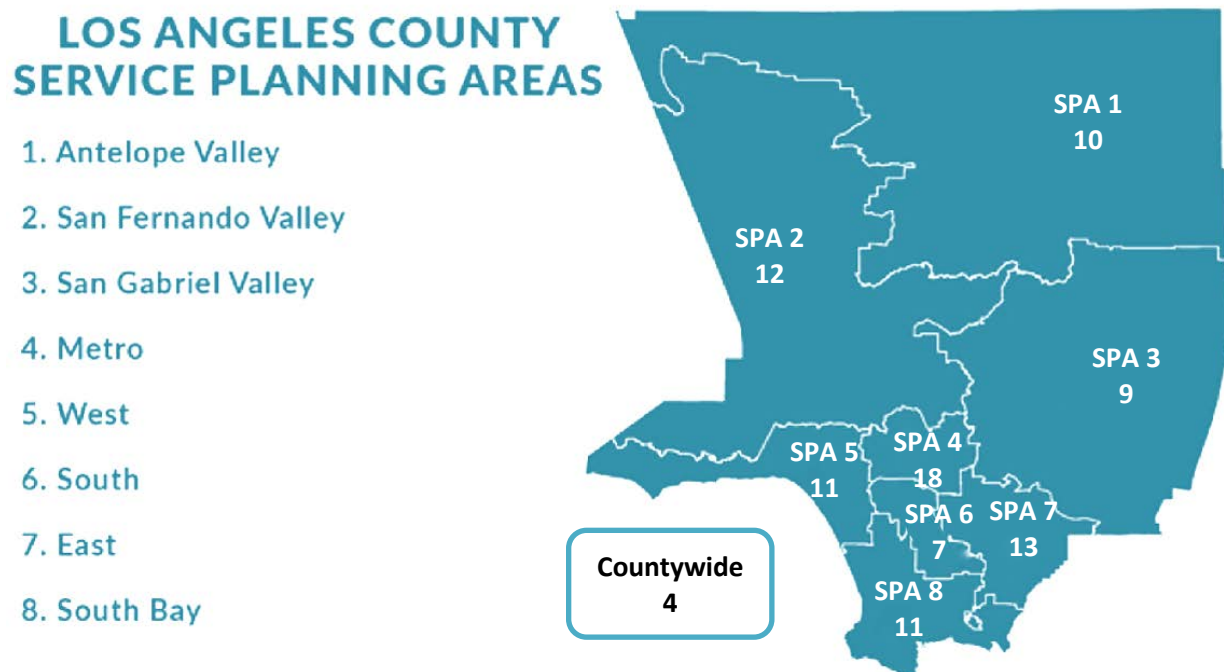 LOS ANGELES COUNTY
SERVICE PLANNING AREAS
1. Antelope Valley
2. San Fernando Valley
3. San Gabriel Valley
4. Metro
5. West
6. South
7. East
8. South Bay
SPA 1
10
SPA 2
12
SPA 3
9
SPA 4
18
SPA 5
11
SPA 6
7
SPA 7
13
SPA 8
11
Countywide
4